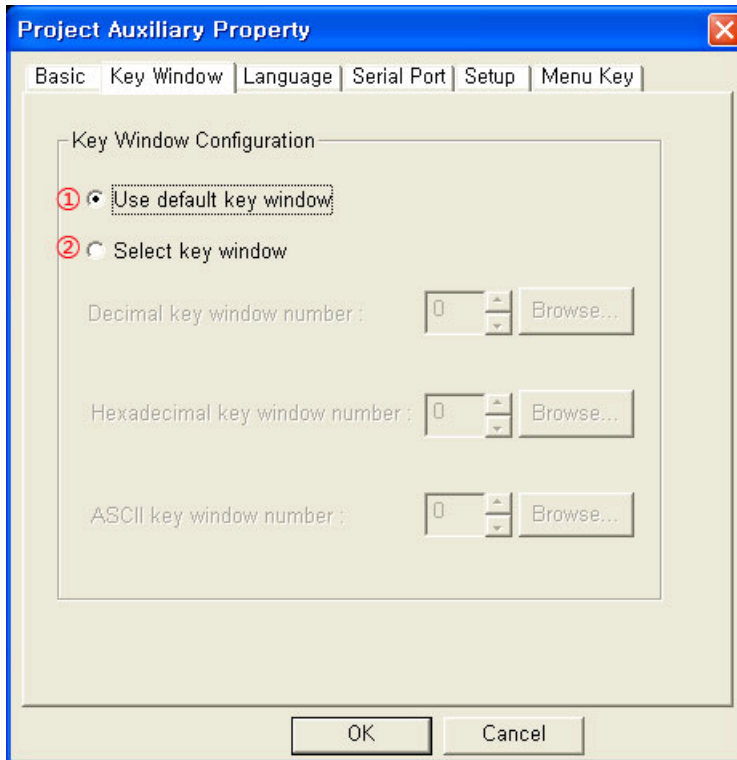 Project Auxiliary Property
Basic Key Window Language Serial Port Setup Menu Key
Key Window Configuration
① Use default key window
② Select key window
Decimal key window number : 0 Browse...
Hexadecimal key window number : 0 Browse...
ASCII key window number : 0 Browse...
OK Cancel